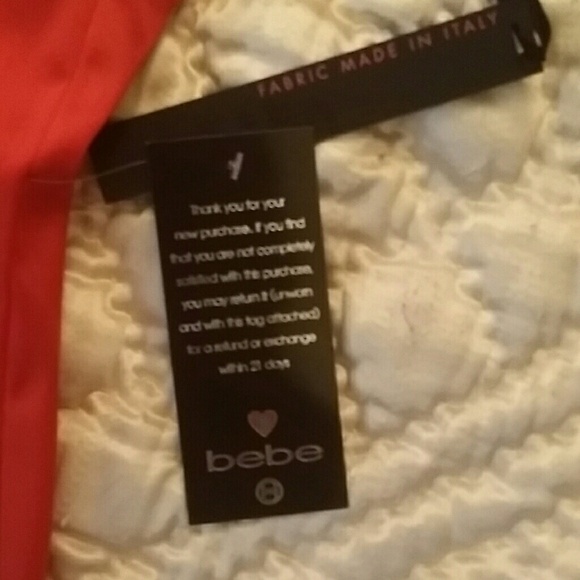 FABRIC MADE IN ITALY
Thank you for your
new purchase. If you find
that you are not completely
satisfied with this purchase,
you may return it (unworn
and with this tag attached)
for a refund or exchange
within 21 days
bebe